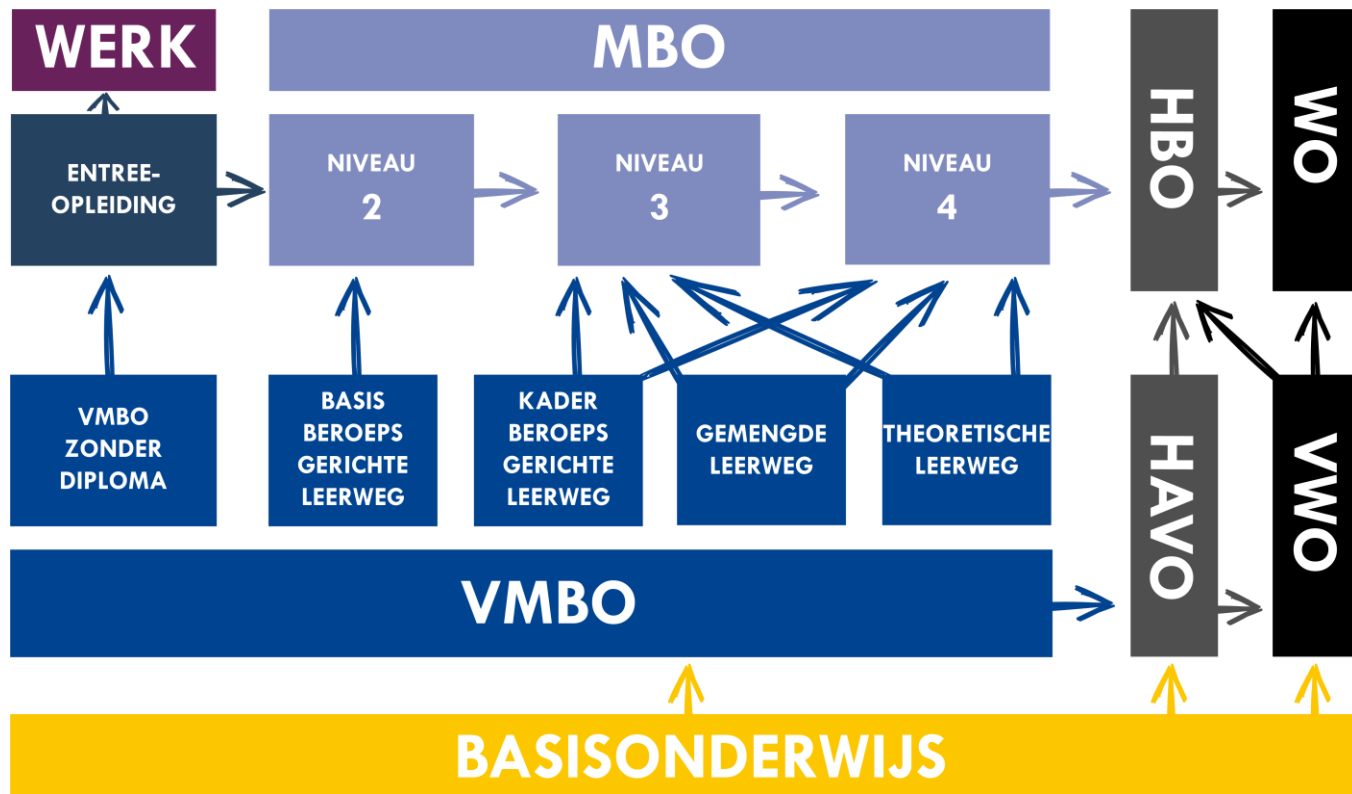 WERK
MBO
ENTREE-
OPLEIDING
NIVEAU
2
NIVEAU
3
NIVEAU
4
HBO
WO
VMBO
ZONDER
DIPLOMA
BASIS
BEROEPS
GERICHTE
LEERWEG
KADER
BEROEPS
GERICHTE
LEERWEG
GEMENGDE
LEERWEG
THEORETISCHE
LEERWEG
HAVO
VWO
VMBO
BASISONDERWIJS